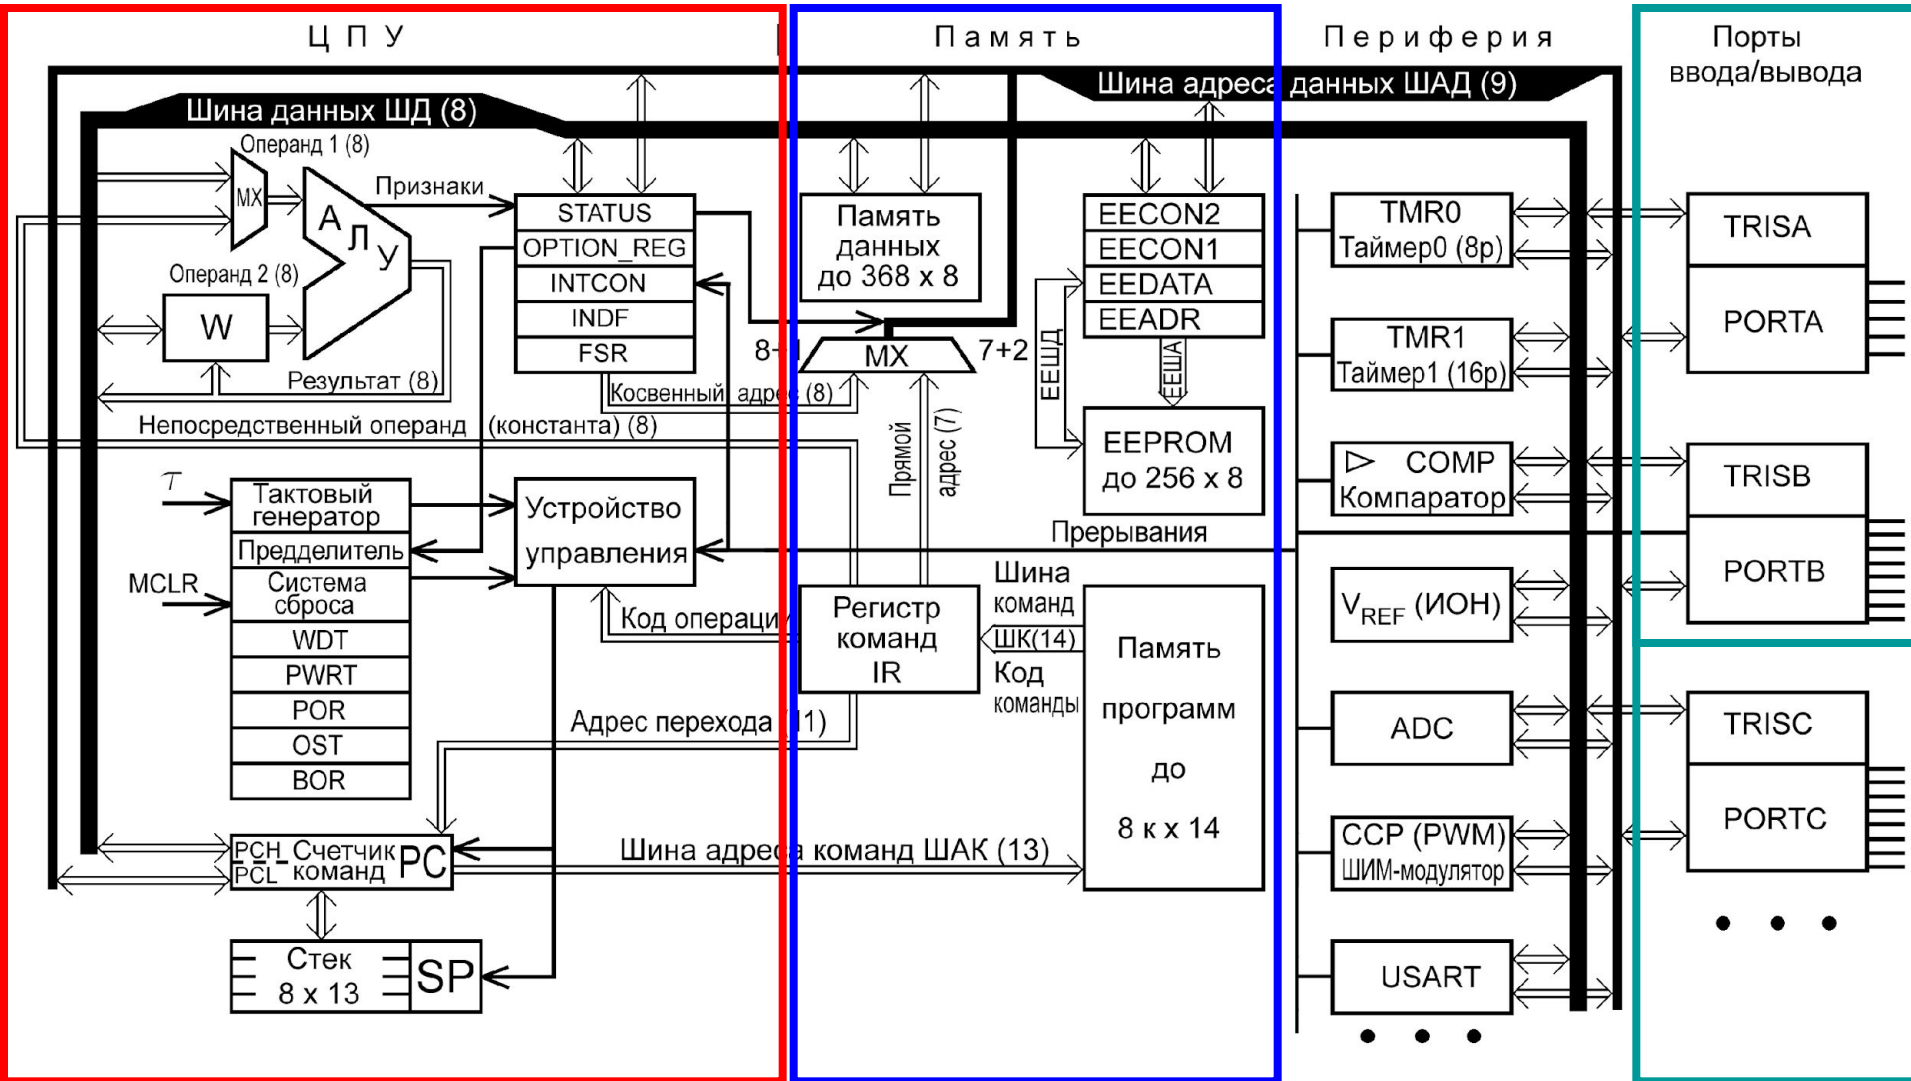 Ц П У
Память
Периферия
Порты
ввода/вывода
Шина адреса данных ШАД (9)
Шина данных ШД (8)
Операнд 1 (8)
MX
Признаки
А
Л
У
Операнд 2 (8)
W
Результат (8)
STATUS
OPTION_REG
INTCON
INDF
FSR
Косвенный адрес (8)
Непосредственный операнд (константа) (8)
Память
данных
до 368 x 8
8+1
MX
7+2
Прямой
адрес (7)
EECON2
EECON1
EEDATA
EEADR
ЕЕШД
ЕЕША
EEPROM
до 256 x 8
τ
MCLR
Тактовый
генератор
Предделитель
Система
сброса
WDT
PWRT
POR
OST
BOR
Устройство
управления
Прерывания
Код операции
Регистр
команд
IR
Шина
команд
ШК(14)
Код
команды
Память
программ
до
8 к x 14
Адрес перехода (11)
PCH
PCL
Счетчик
команд
PC
Шина адреса команд ШАК (13)
Стек
8 x 13
SP
TMR0
Таймер0 (8р)
TMR1
Таймер1 (16р)
COMP
Компаратор
VREF (ИОН)
ADC
CCP (PWM)
ШИМ-модулятор
USART
TRISA
PORTA
TRISB
PORTB
TRISC
PORTC